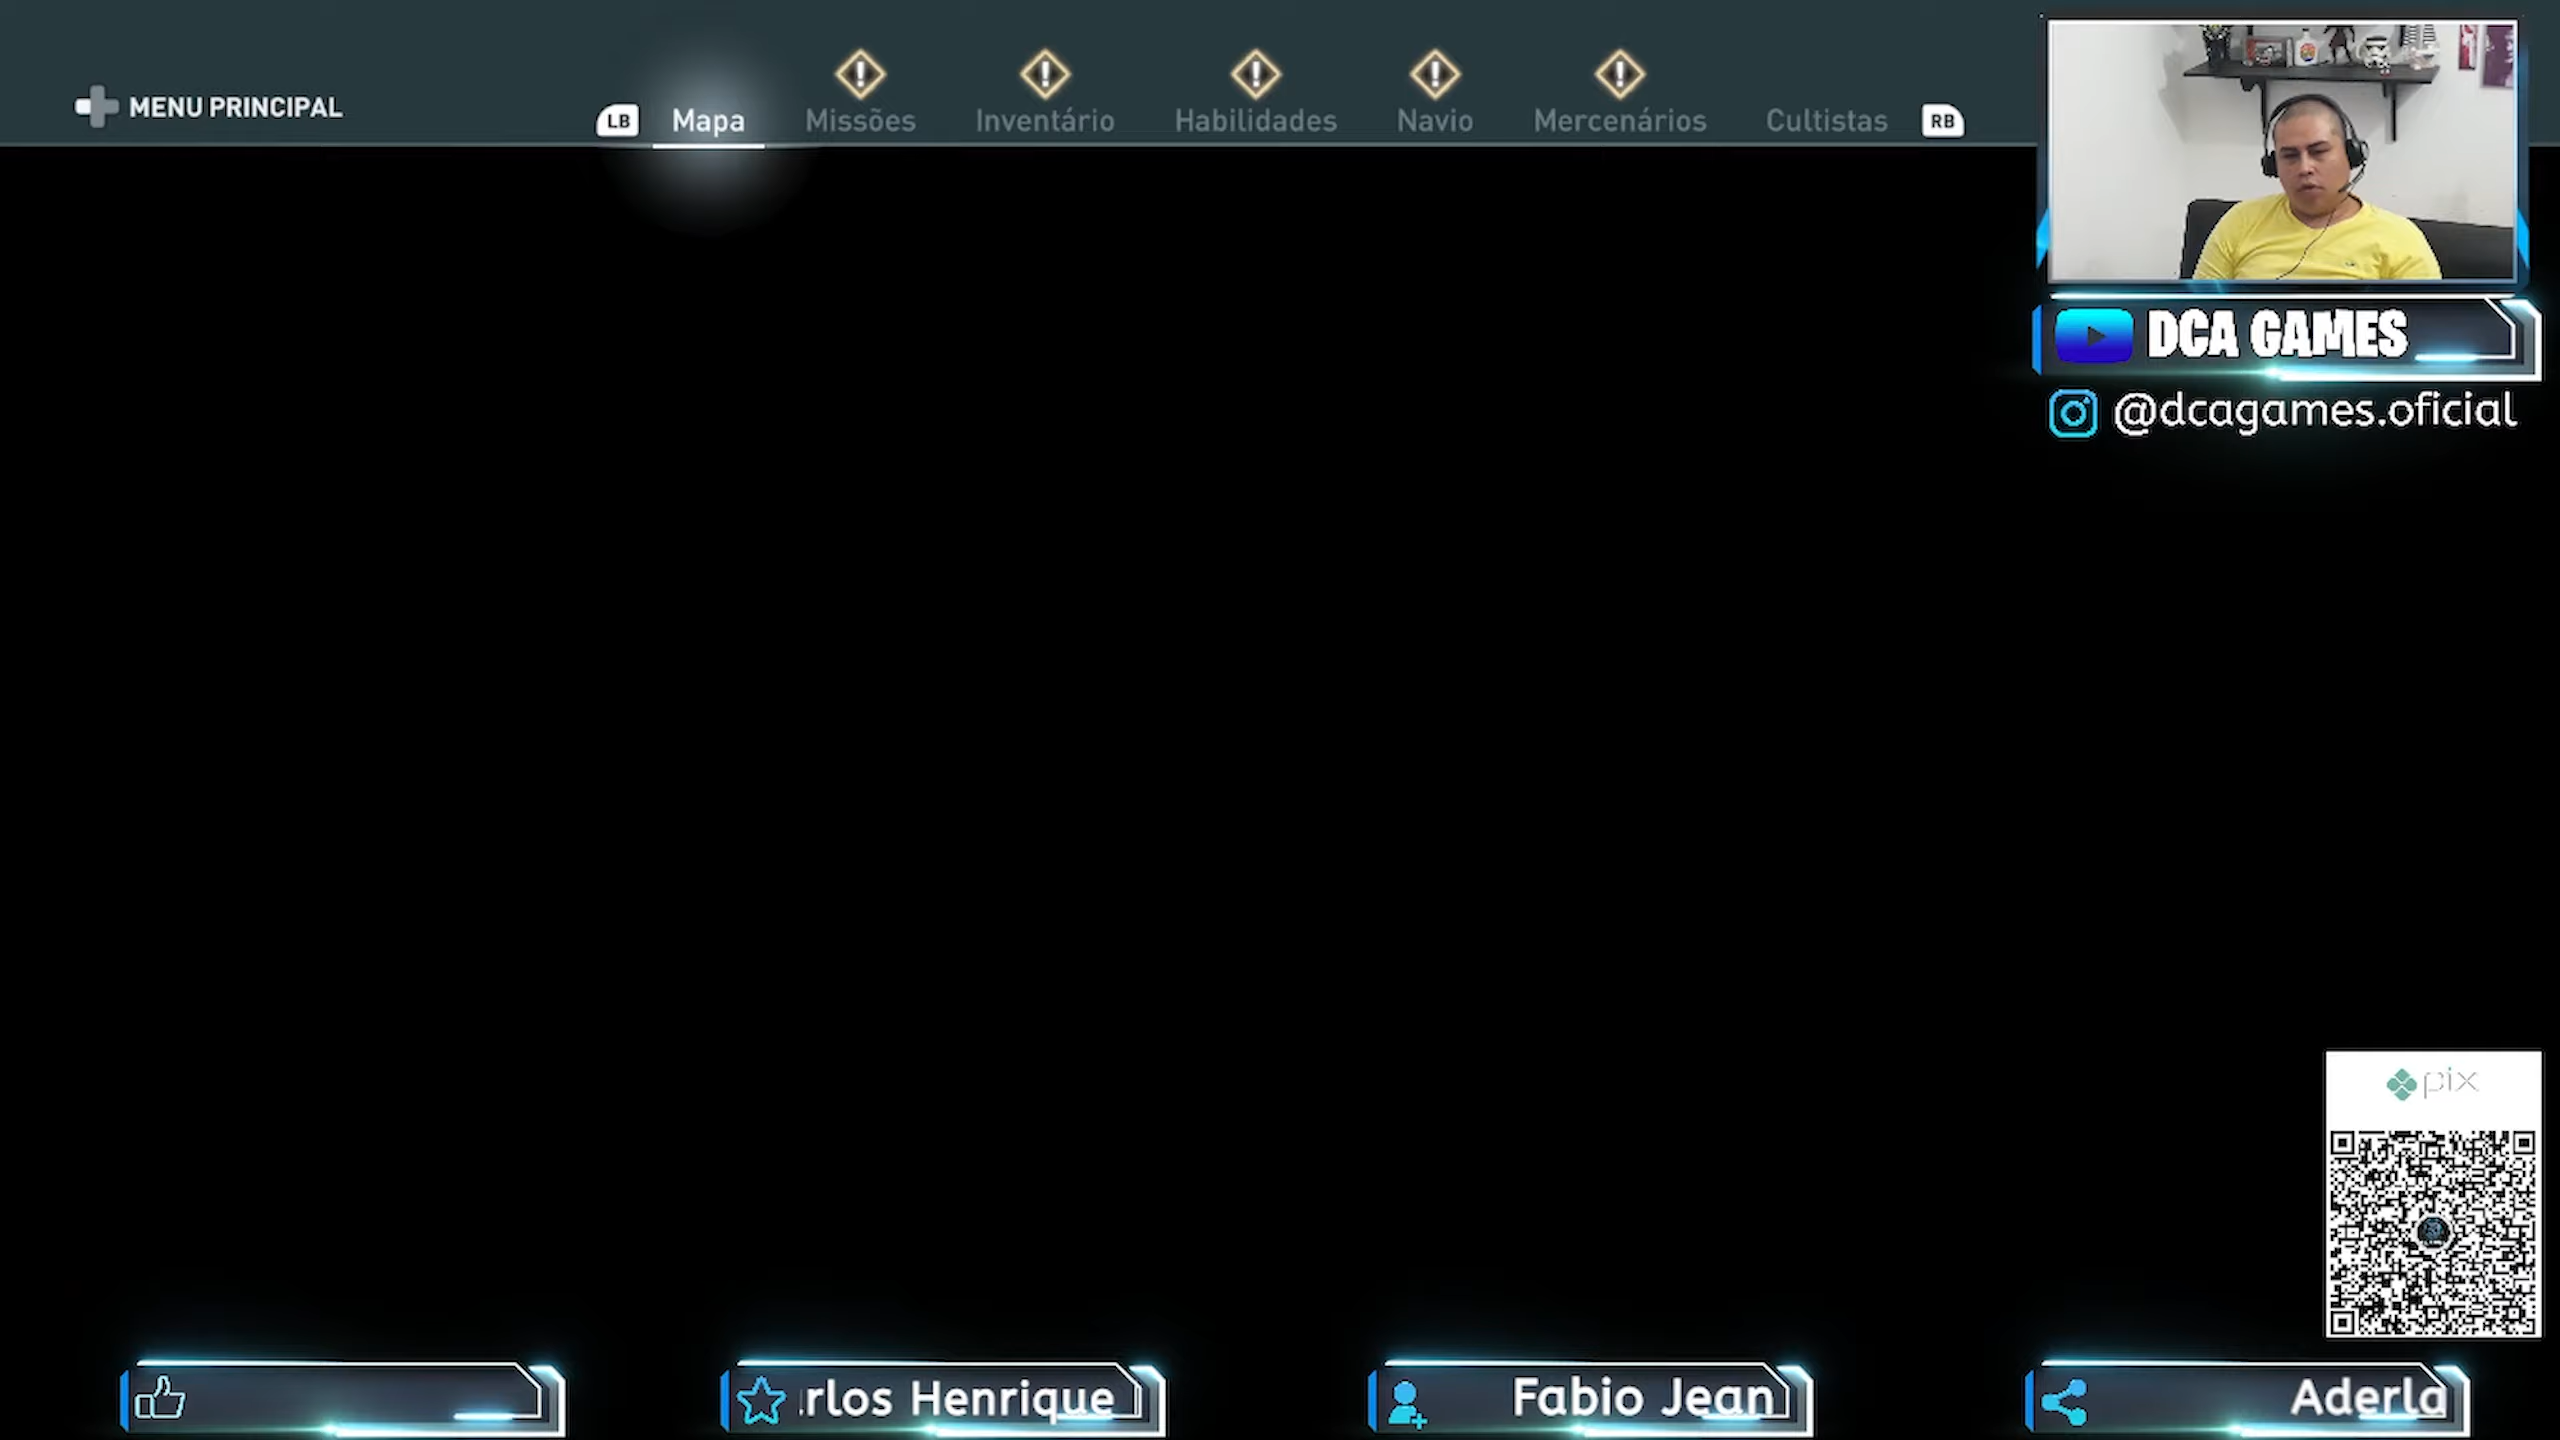 MENU PRINCIPAL
LB Mapa Missões Inventário Habilidades Navio Mercenários Cultistas RB
DCA GAMES
@dcagames.oficial
pix
rlos Henrique
Fabio Jean
Aderla